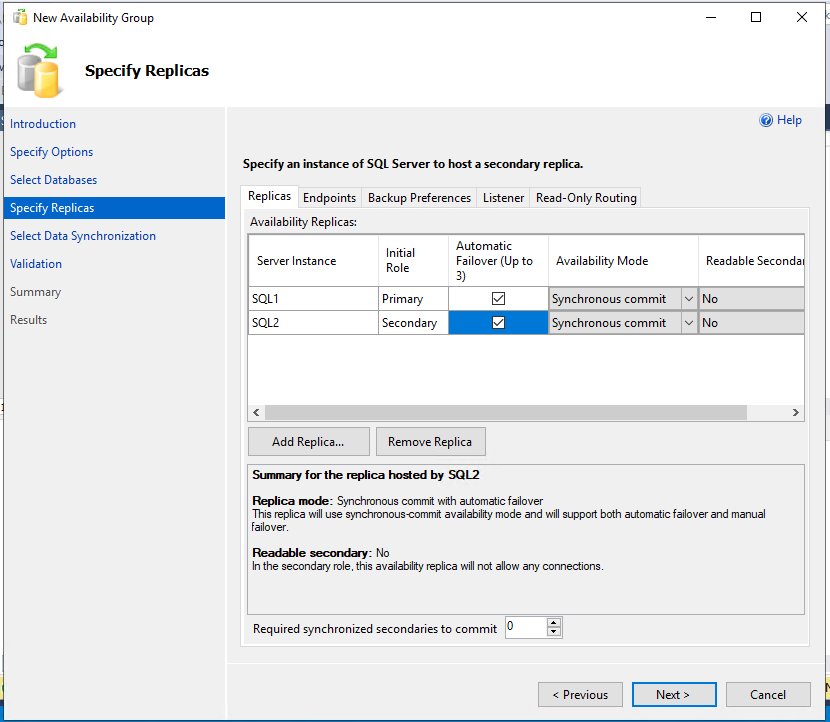 New Availability Group
Specify Replicas
Introduction
Specify Options
Select Databases
Specify Replicas
Select Data Synchronization
Validation
Summary
Results
Help
Specify an instance of SQL Server to host a secondary replica.
Replicas Endpoints Backup Preferences Listener Read-Only Routing
Availability Replicas:
Server Instance
Initial
Role
Automatic
Failover (Up to
3)
Availability Mode
Readable Secondar
SQL1 Primary Synchronous commit No
SQL2 Secondary Synchronous commit No
Add Replica... Remove Replica
Summary for the replica hosted by SQL2
Replica mode: Synchronous commit with automatic failover
This replica will use synchronous-commit availability mode and will support both automatic failover and manual
failover.
Readable secondary: No
In the secondary role, this availability replica will not allow any connections.
Required synchronized secondaries to commit 0
< Previous Next > Cancel